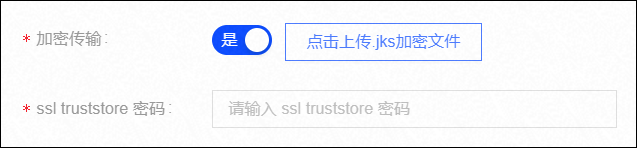 * 加密传输: 是 点击上传.jks加密文件
* ssl truststore 密码: 请输入 ssl truststore 密码